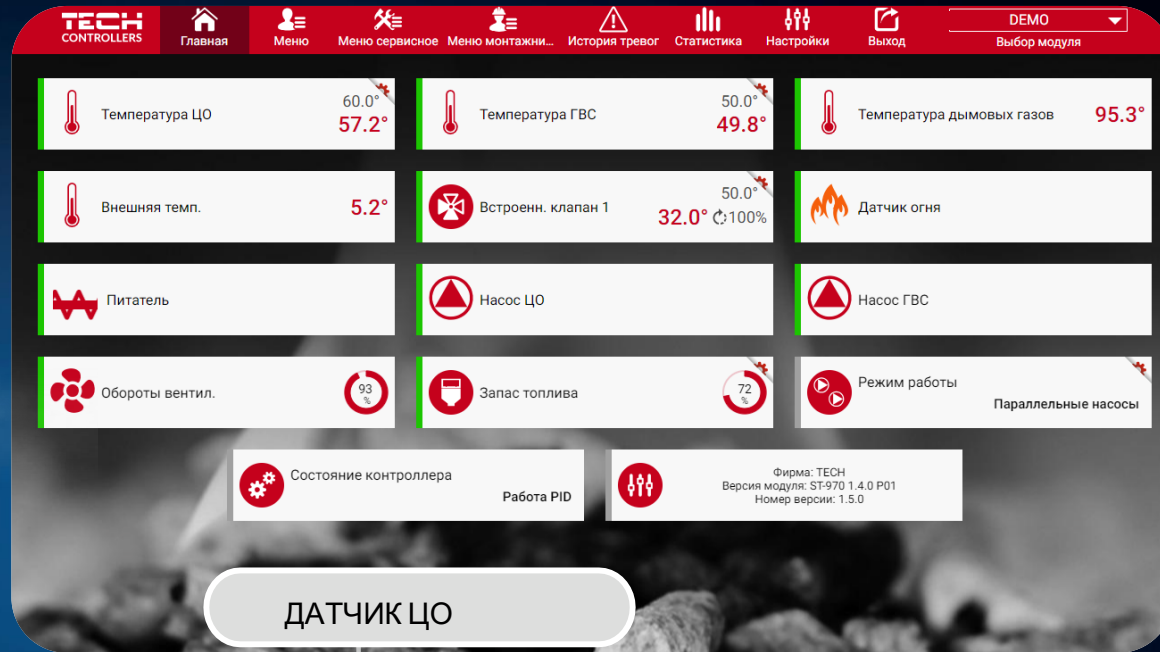 TECH
CONTROLLERS
Главная
Меню
Меню сервисное
Меню монтажни...
История тревог
Статистика
Настройки
Выход
DEMO
Выбор модуля
Температура ЦО
60.0°
57.2°
Температура ГВС
50.0°
49.8°
Температура дымовых газов
95.3°
Внешняя темп.
5.2°
Встроенн. клапан 1
50.0°
32.0° 100%
Датчик огня
Питатель
Насос ЦО
Насос ГВС
Обороты вентил.
93
%
Запас топлива
72
%
Режим работы
Параллельные насосы
Состояние контроллера
Работа PID
Фирма: TECH
Версия модуля: ST-970 1.4.0 P01
Номер версии: 1.5.0
ДАТЧИК ЦО